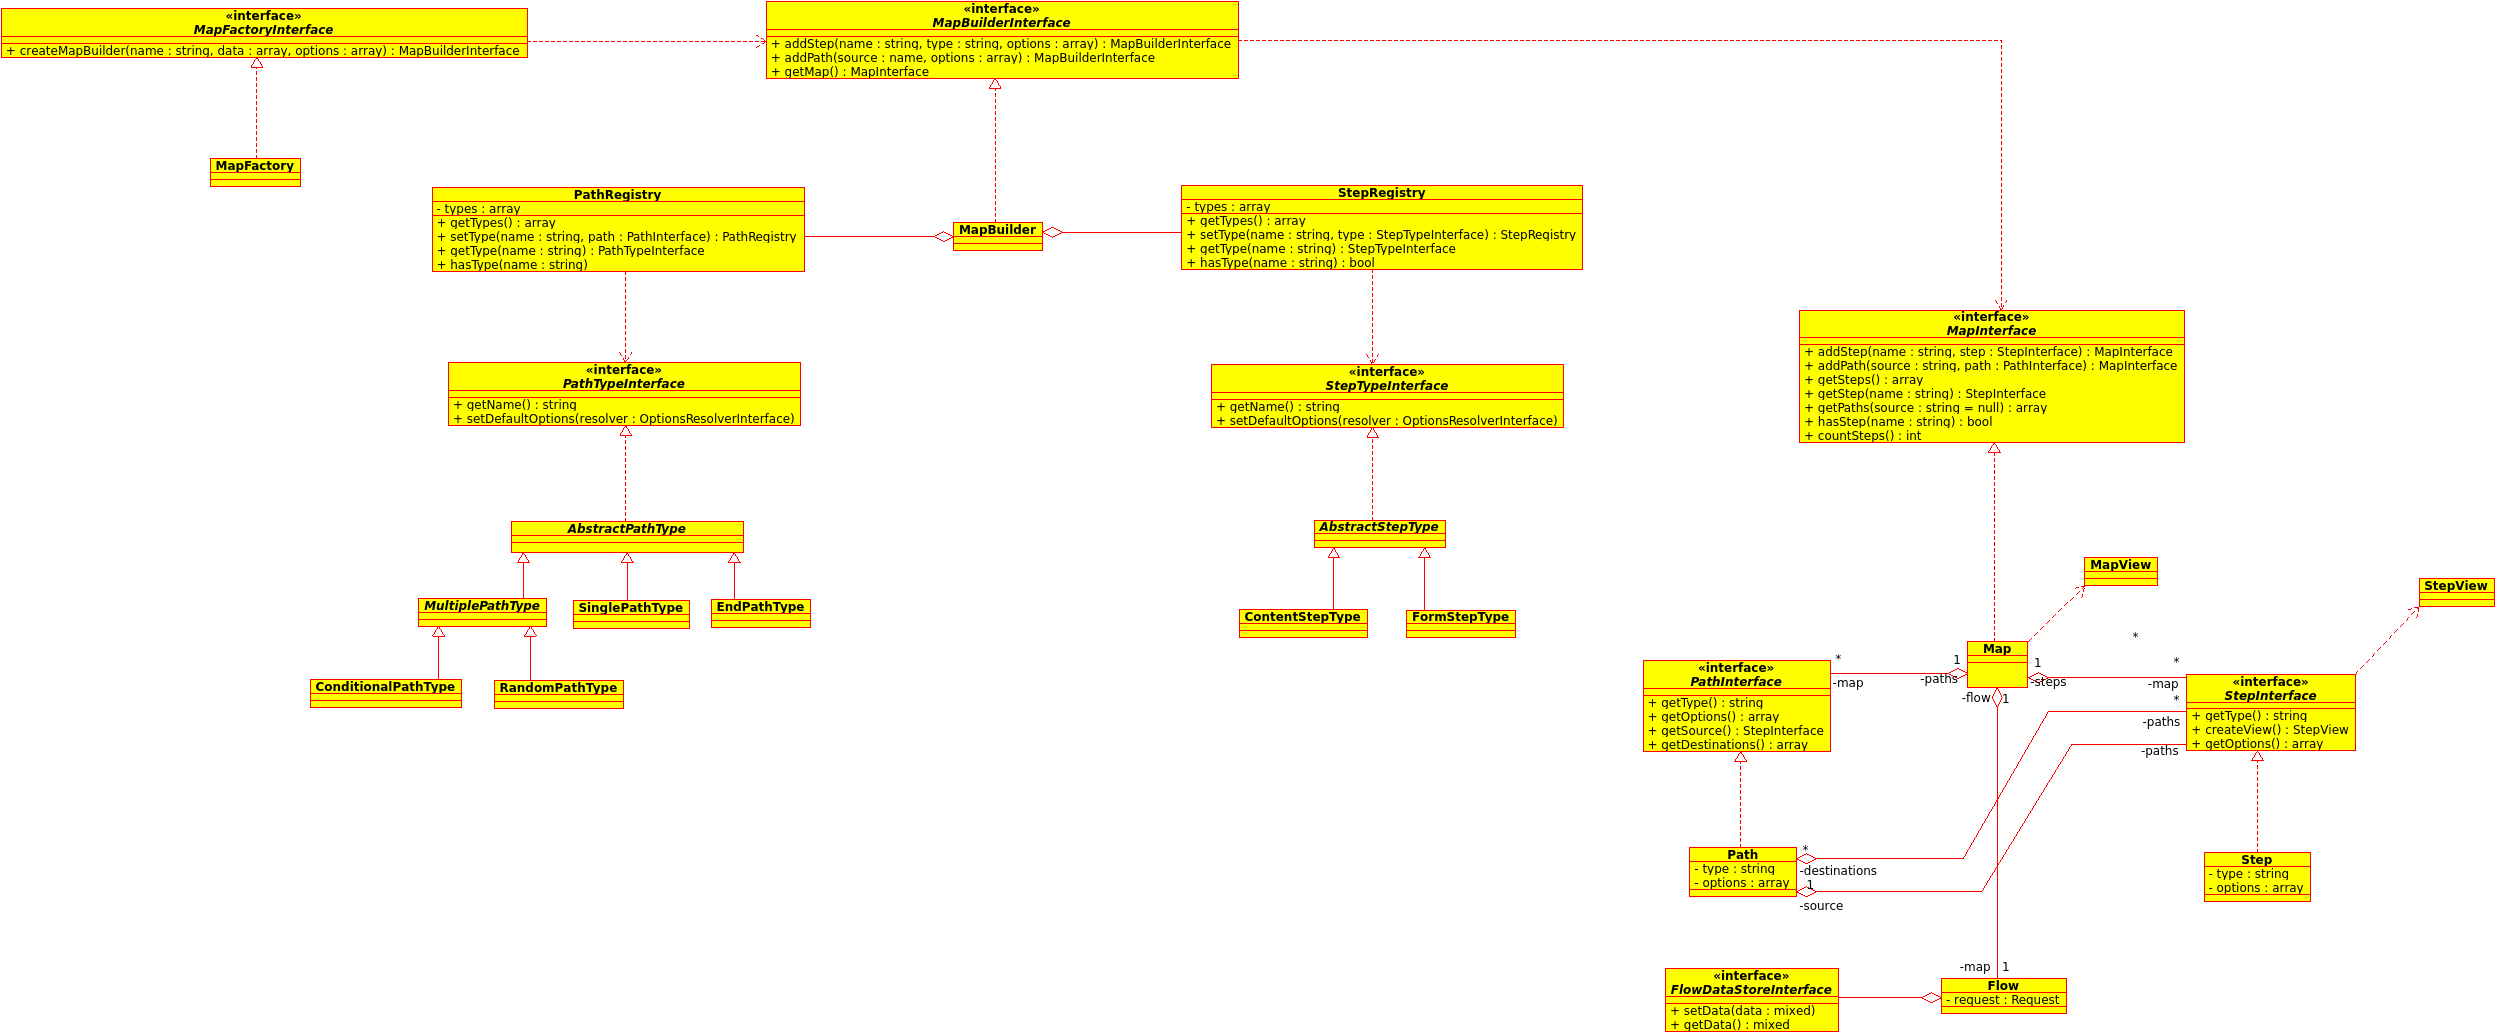 «interface»
MapFactoryInterface
+ createMapBuilder(name : string, data : array, options : array) : MapBuilderInterface
«interface»
MapBuilderInterface
+ addStep(name : string, type : string, options : array) : MapBuilderInterface
+ addPath(source : name, options : array) : MapBuilderInterface
+ getMap() : MapInterface
MapFactory
PathRegistry
- types : array
+ getTypes() : array
+ setType(name : string, path : PathInterface) : PathRegistry
+ getType(name : string) : PathTypeInterface
+ hasType(name : string)
MapBuilder
StepRegistry
- types : array
+ getTypes() : array
+ setType(name : string, type : StepTypeInterface) : StepRegistry
+ getType(name : string) : StepTypeInterface
+ hasType(name : string) : bool
«interface»
MapInterface
+ addStep(name : string, step : StepInterface) : MapInterface
+ addPath(source : string, path : PathInterface) : MapInterface
+ getSteps() : array
+ getStep(name : string) : StepInterface
+ getPaths(source : string = null) : array
+ hasStep(name : string) : bool
+ countSteps() : int
«interface»
PathTypeInterface
+ getName() : string
+ setDefaultOptions(resolver : OptionsResolverInterface)
«interface»
StepTypeInterface
+ getName() : string
+ setDefaultOptions(resolver : OptionsResolverInterface)
AbstractPathType
AbstractStepType
MultiplePathType
SinglePathType
EndPathType
ContentStepType
FormStepType
ConditionalPathType
RandomPathType
MapView
StepView
Map
*
*
1
-map
-paths
1
-steps
*
-map
-flow
1
*
-paths
-paths
«interface»
PathInterface
+ getType() : string
+ getOptions() : array
+ getSource() : StepInterface
+ getDestinations() : array
«interface»
StepInterface
+ getType() : string
+ createView() : StepView
+ getOptions() : array
Path
- type : string
- options : array
*
-destinations
1
-source
Step
- type : string
- options : array
-map
1
«interface»
FlowDataStoreInterface
+ setData(data : mixed)
+ getData() : mixed
Flow
- request : Request